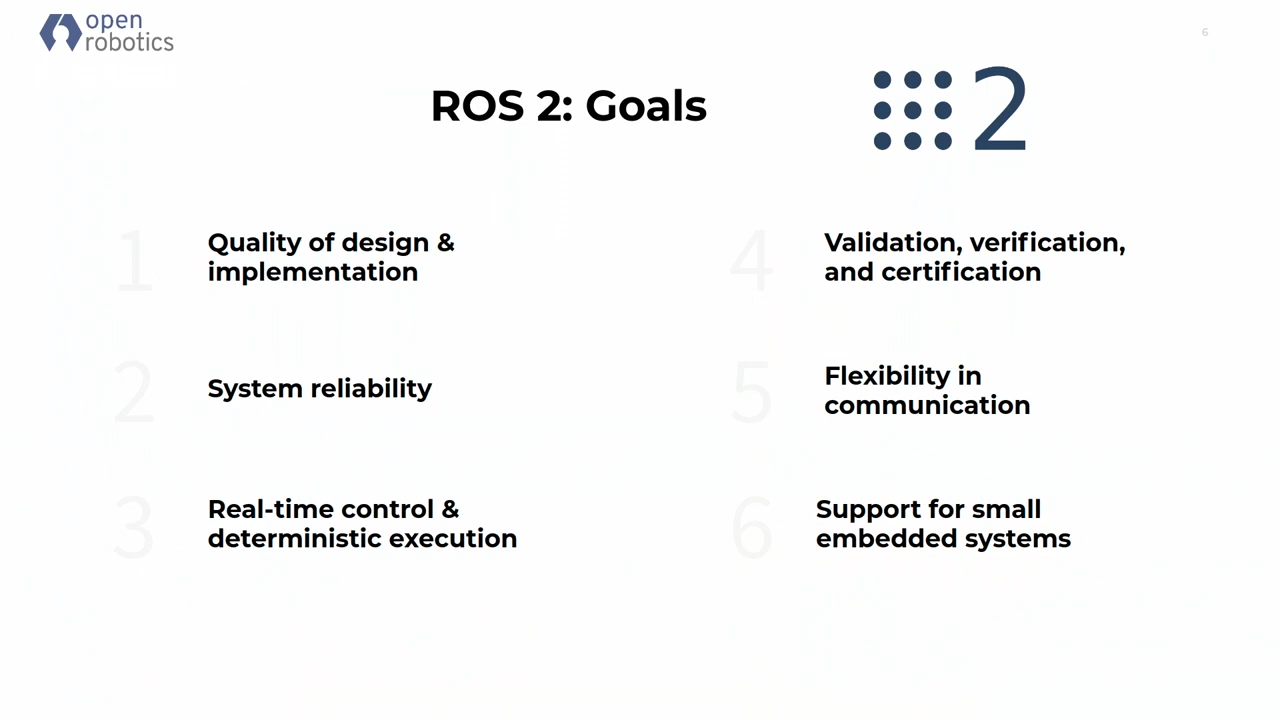 open
robotics
6
ROS 2: Goals
2
1
Quality of design &
implementation
2
System reliability
3
Real-time control &
deterministic execution
4
Validation, verification,
and certification
5
Flexibility in
communication
6
Support for small
embedded systems